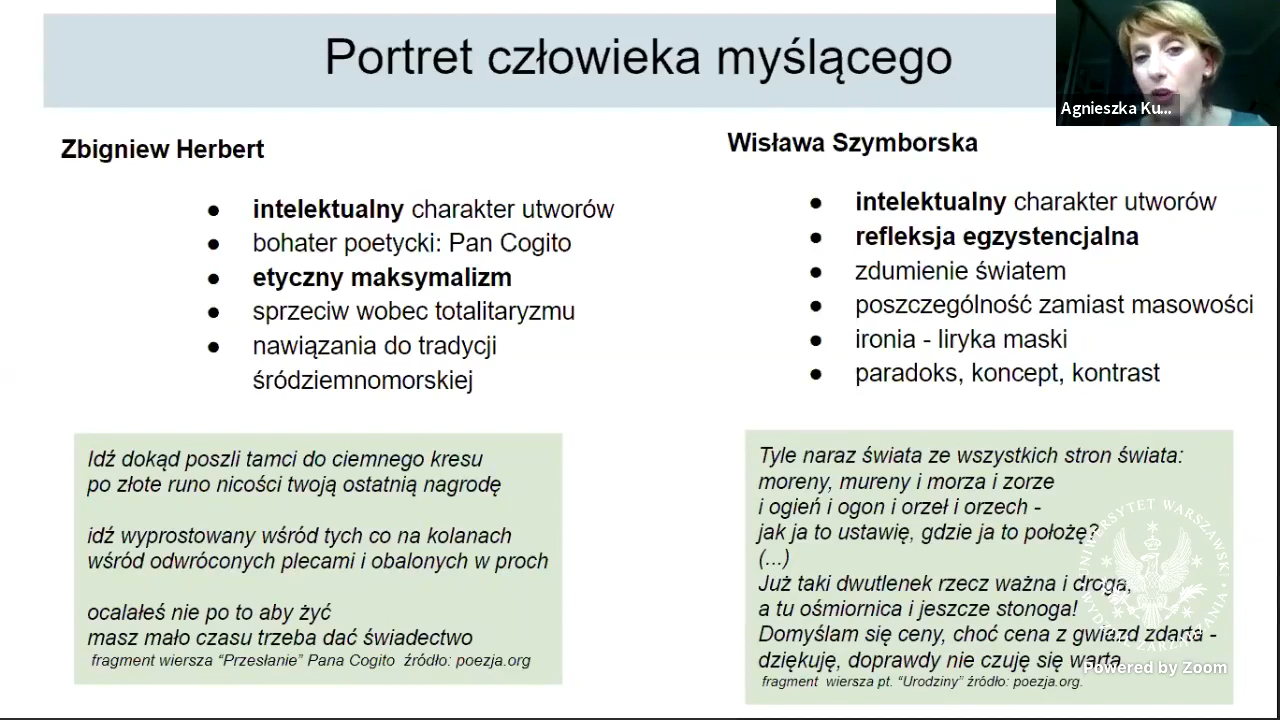 Portret człowieka myślącego
Agnieszka Ku...
Zbigniew Herbert
● intelektualny charakter utworów
● bohater poetycki: Pan Cogito
● etyczny maksymalizm
● sprzeciw wobec totalitaryzmu
● nawiązania do tradycji
śródziemnomorskiej
Idź dokąd poszli tamci do ciemnego kresu
po złote runo nicości twoją ostatnią nagrodę
idź wyprostowany wśród tych co na kolanach
wśród odwróconych plecami i obalonych w proch
ocalałeś nie po to aby żyć
masz mało czasu trzeba dać świadectwo
fragment wiersza “Przesłanie” Pana Cogito źródło: poezja.org
Wisława Szymborska
● intelektualny charakter utworów
● refleksja egzystencjalna
● zdumienie światem
● poszczególność zamiast masowości
● ironia - liryka maski
● paradoks, koncept, kontrast
Tyle naraz świata ze wszystkich stron świata:
moreny, mureny i morza i zorze
i ogień i ogon i orzeł i orzech -
jak ja to ustawię, gdzie ja to położę?
(...)
Już taki dwutlenek rzecz ważna i droga,
a tu ośmiornica i jeszcze stonoga!
Domyślam się ceny, choć cena z gwiazd zdarta -
dziękuję, doprawdy nie czuję się warta.
fragment wiersza pt. “Urodziny” źródło: poezja.org.
UNIWERSYTET WARSZAWSKI
WYDZIAŁ ZARZĄDZANIA
Powered by Zoom